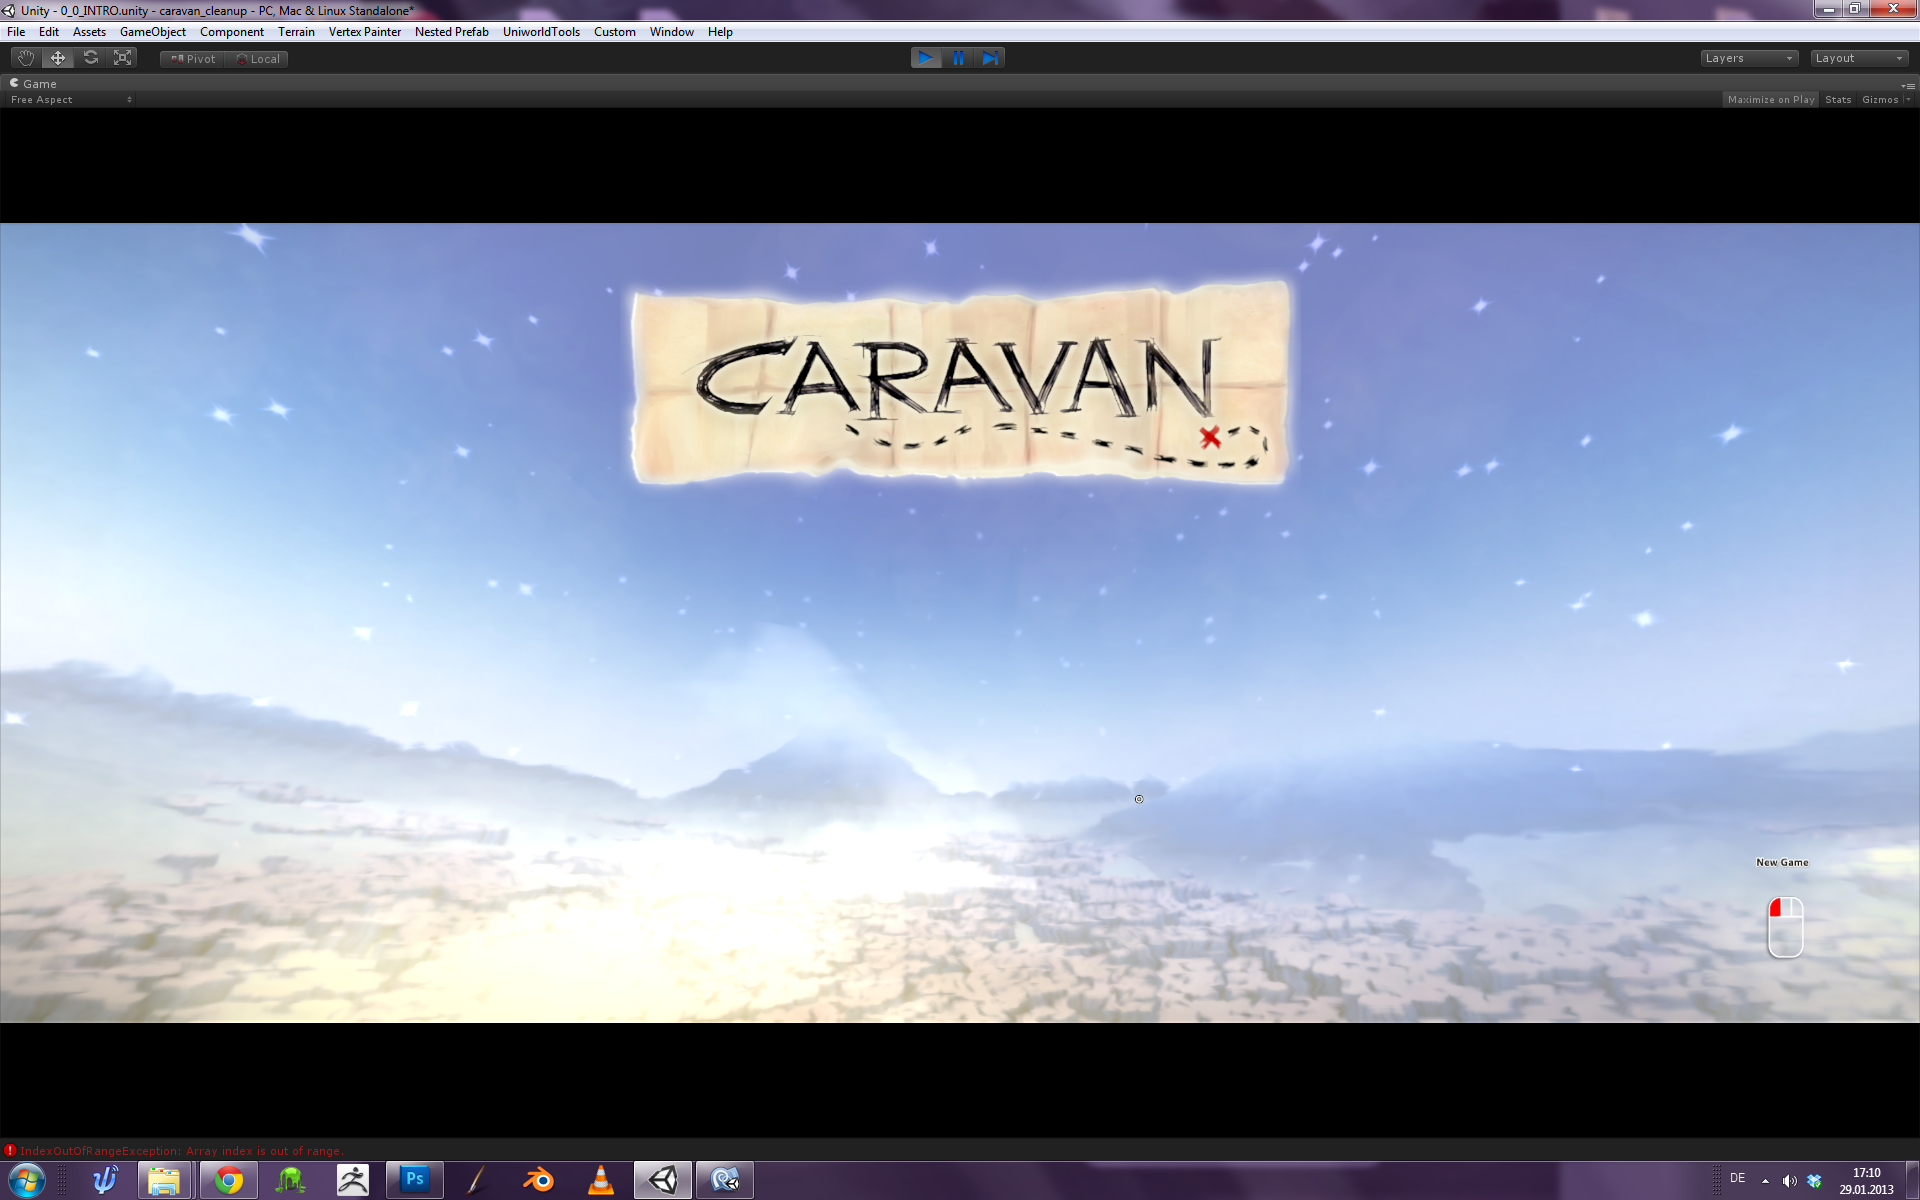 Unity - 0_0_INTRO.unity - caravan_cleanup - PC, Mac & Linux Standalone*
File Edit Assets GameObject Component Terrain Vertex Painter Nested Prefab UniworldTools Custom Window Help
Pivot Local Layers Layout
Game
Free Aspect Maximize on Play Stats Gizmos
CARAVAN
New Game
IndexOutOfRangeException: Array index is out of range.
Ps
DE
17:10
29.01.2013